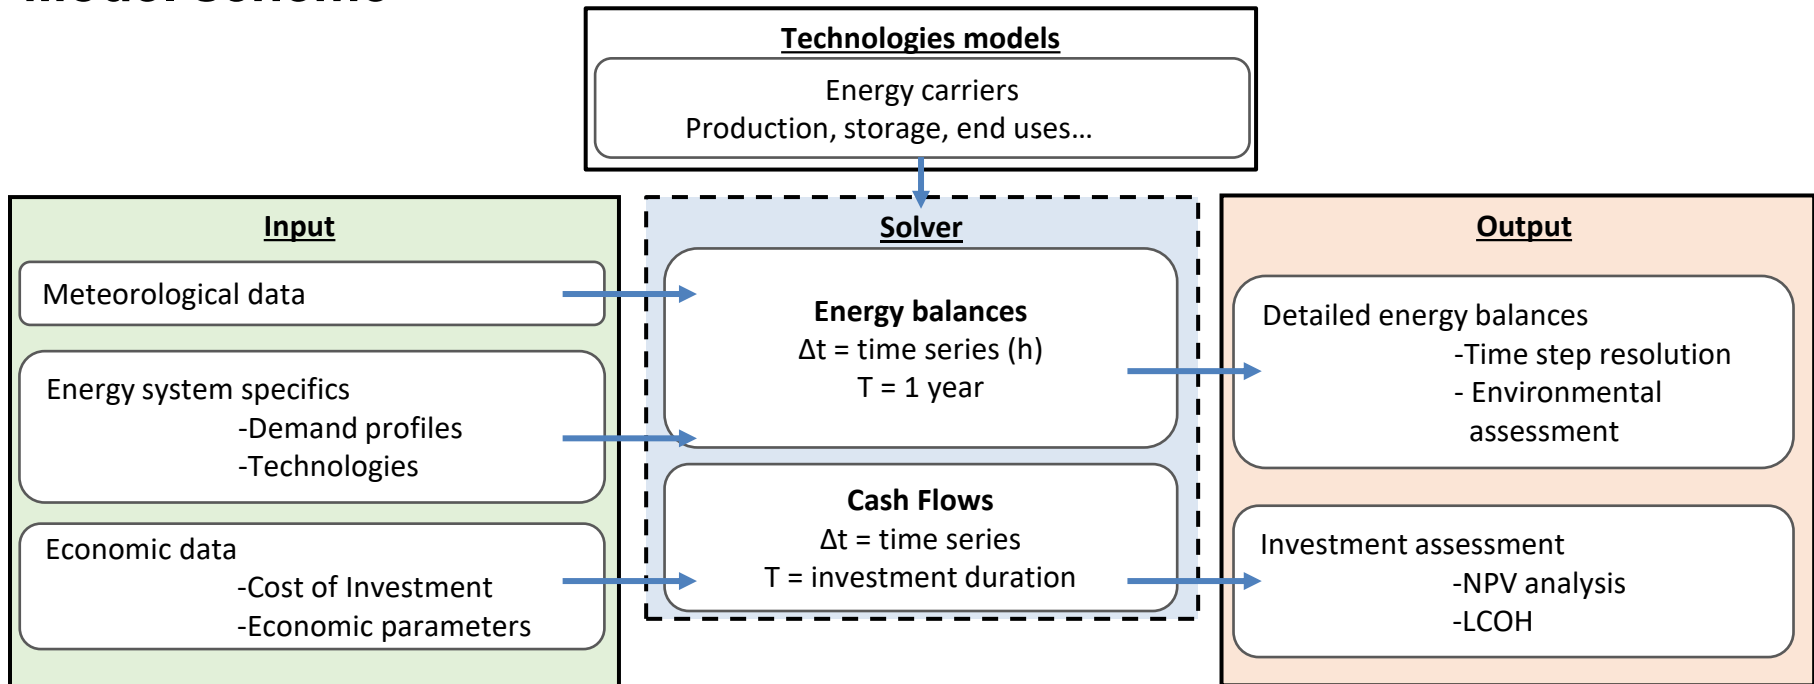 Model Scheme
Technologies models
Energy carriers
Production, storage, end uses…
Input
Meteorological data
Energy system specifics
-Demand profiles
-Technologies
Economic data
-Cost of Investment
-Economic parameters
Solver
Energy balances
Δt = time series (h)
T = 1 year
Cash Flows
Δt = time series
T = investment duration
Output
Detailed energy balances
-Time step resolution
- Environmental
assessment
Investment assessment
-NPV analysis
-LCOH